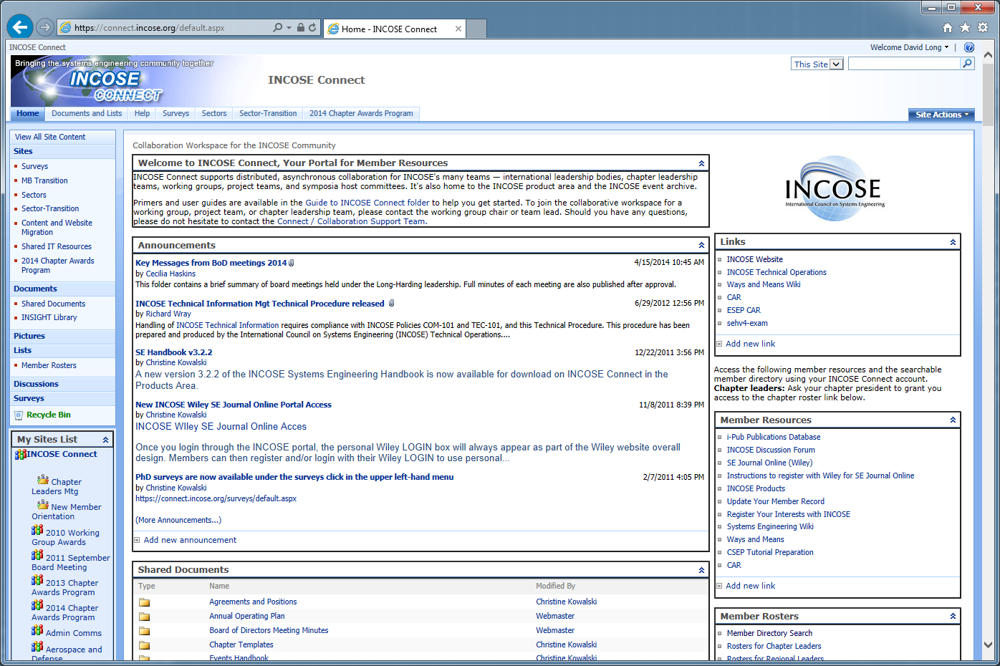 https://connect.incose.org/default.aspx
Home - INCOSE Connect
INCOSE Connect
Welcome David Long
Bringing the systems engineering community together
INCOSE
CONNECT
INCOSE Connect
This Site
Home
Documents and Lists
Help
Surveys
Sectors
Sector-Transition
2014 Chapter Awards Program
Site Actions
View All Site Content
Sites
Surveys
MB Transition
Sectors
Sector-Transition
Content and Website
Migration
Shared IT Resources
2014 Chapter Awards
Program
Documents
Shared Documents
INSIGHT Library
Pictures
Lists
Member Rosters
Discussions
Surveys
Recycle Bin
My Sites List
INCOSE Connect
Chapter
Leaders Mtg
New Member
Orientation
2010 Working
Group Awards
2011 September
Board Meeting
2013 Chapter
Awards Program
2014 Chapter
Awards Program
Admin Comms
Aerospace and
Defense
Collaboration Workspace for the INCOSE Community
Welcome to INCOSE Connect, Your Portal for Member Resources
INCOSE Connect supports distributed, asynchronous collaboration for INCOSE's many teams — international leadership bodies, chapter leadership
teams, working groups, project teams, and symposia host committees. It's also home to the INCOSE product area and the INCOSE event archive.
Primers and user guides are available in the Guide to INCOSE Connect folder to help you get started. To join the collaborative workspace for a
working group, project team, or chapter leadership team, please contact the working group chair or team lead. Should you have any questions,
please do not hesitate to contact the Connect / Collaboration Support Team.
Announcements
Key Messages from BoD meetings 2014
4/15/2014 10:45 AM
by Cecilia Haskins
This folder contains a brief summary of board meetings held under the Long-Harding leadership. Full minutes of each meeting are also published after approval.
INCOSE Technical Information Mgt Technical Procedure released
6/29/2012 12:56 PM
by Richard Wray
Handling of INCOSE Technical Information requires compliance with INCOSE Policies COM-101 and TEC-101, and this Technical Procedure. This procedure has been
prepared and produced by the International Council on Systems Engineering (INCOSE) Technical Operations....
SE Handbook v3.2.2
12/22/2011 3:56 PM
by Christine Kowalski
A new version 3.2.2 of the INCOSE Systems Engineering Handbook is now available for download on INCOSE Connect in the
Products Area.
New INCOSE Wiley SE Journal Online Portal Access
11/8/2011 8:39 PM
by Christine Kowalski
INCOSE WIley SE Journal Online Acces
Once you login through the INCOSE portal, the personal Wiley LOGIN box will always appear as part of the Wiley website overall
design. Members can then register and/or login with their Wiley LOGIN to use personal...
PhD surveys are now available under the surveys click in the upper left-hand menu
2/7/2011 4:05 PM
by Christine Kowalski
https://connect.incose.org/surveys/default.aspx
(More Announcements...)
Add new announcement
Shared Documents
Type Name Modified By
Agreements and Positions Christine Kowalski
Annual Operating Plan Webmaster
Board of Directors Meeting Minutes Webmaster
Chapter Templates Christine Kowalski
Events Handbook Christine Kowalski
INCOSE
International Council on Systems Engineering
Links
INCOSE Website
INCOSE Technical Operations
Ways and Means Wiki
CAR
ESEP CAR
sehv4-exam
Add new link
Access the following member resources and the searchable
member directory using your INCOSE Connect account.
Chapter leaders: Ask your chapter president to grant you
access to the chapter roster link below.
Member Resources
i-Pub Publications Database
INCOSE Discussion Forum
SE Journal Online (Wiley)
Instructions to register with Wiley for SE Journal Online
INCOSE Products
Update Your Member Record
Register Your Interests with INCOSE
Systems Engineering Wiki
Ways and Means
CSEP Tutorial Preparation
CAR
Add new link
Member Rosters
Member Directory Search
Rosters for Chapter Leaders
Rosters for Regional Leaders